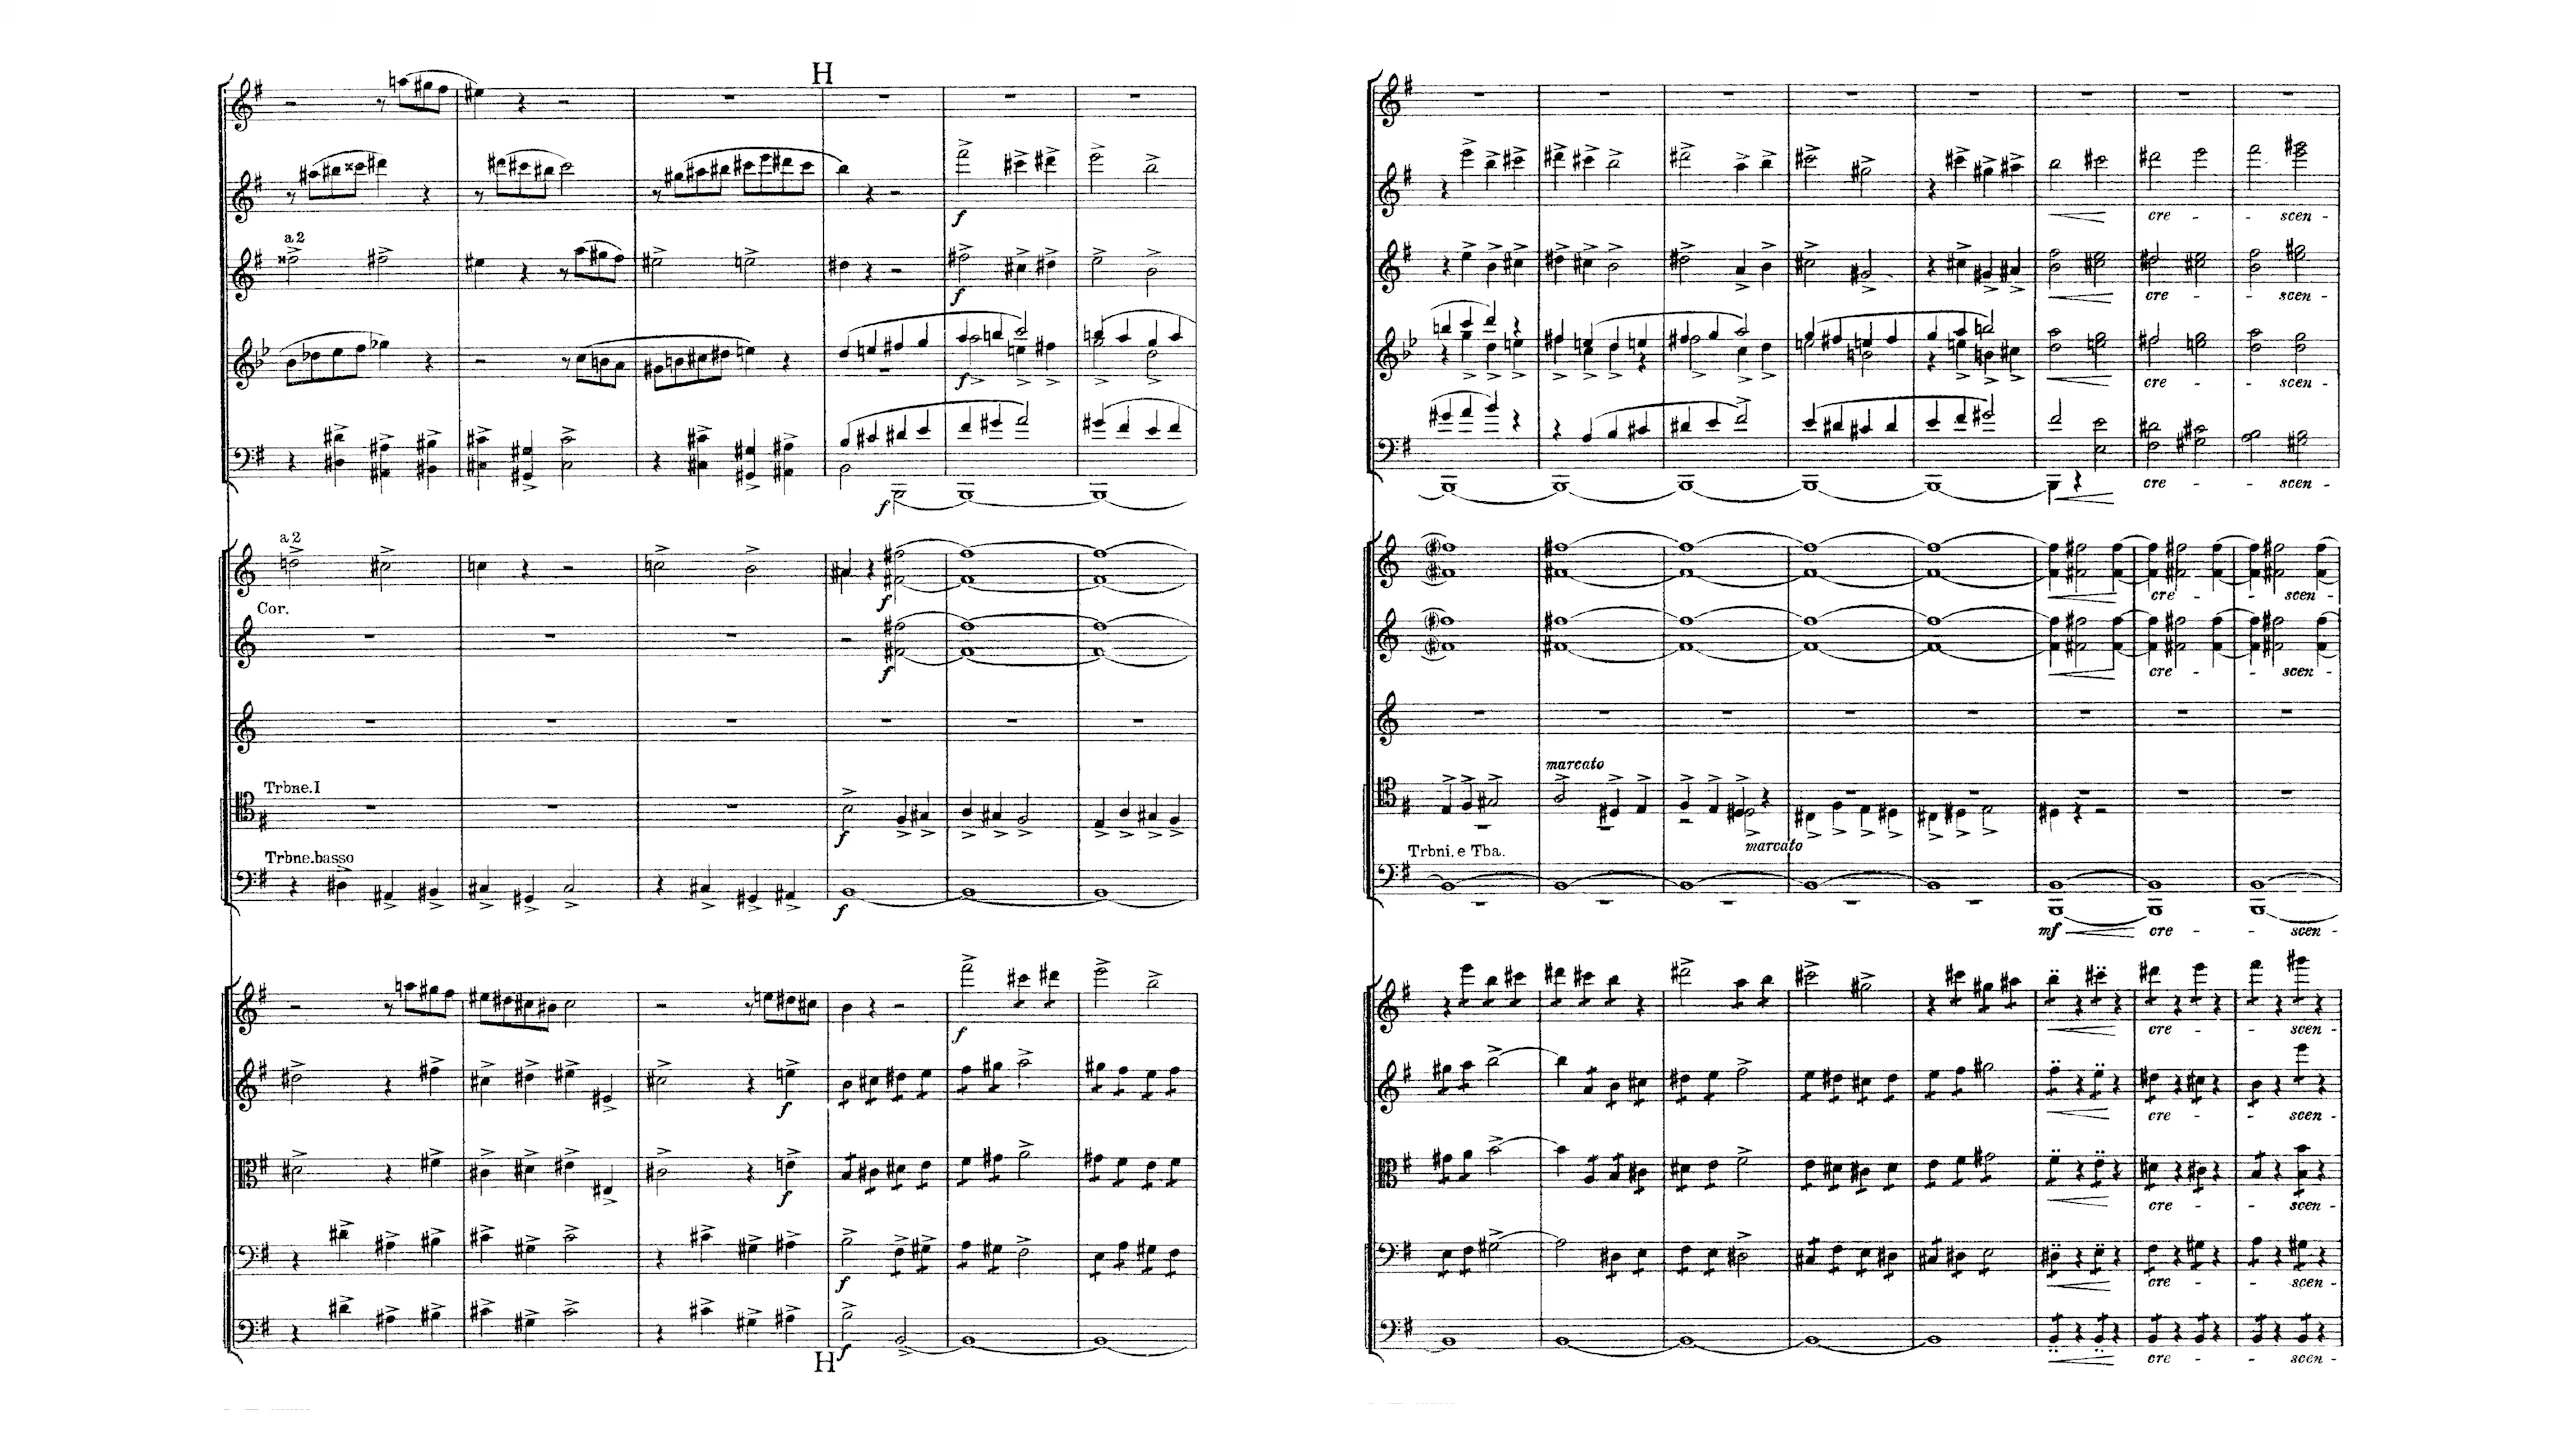 H
a 2
f
f
f
f
a 2
f
Cor.
f
Trbne.I
f
Trbne.basso
f
f
f
f
f
f
H
cre - - scen -
cre - - scen -
cre - - scen -
cre - - scen -
cre - - scen -
cre - - scen -
marcato
marcato
Trbni. e Tba.
mf cre - - scen -
cre - - scen -
cre - - scen -
cre - - scen -
cre - - scen -
cre - - scen -